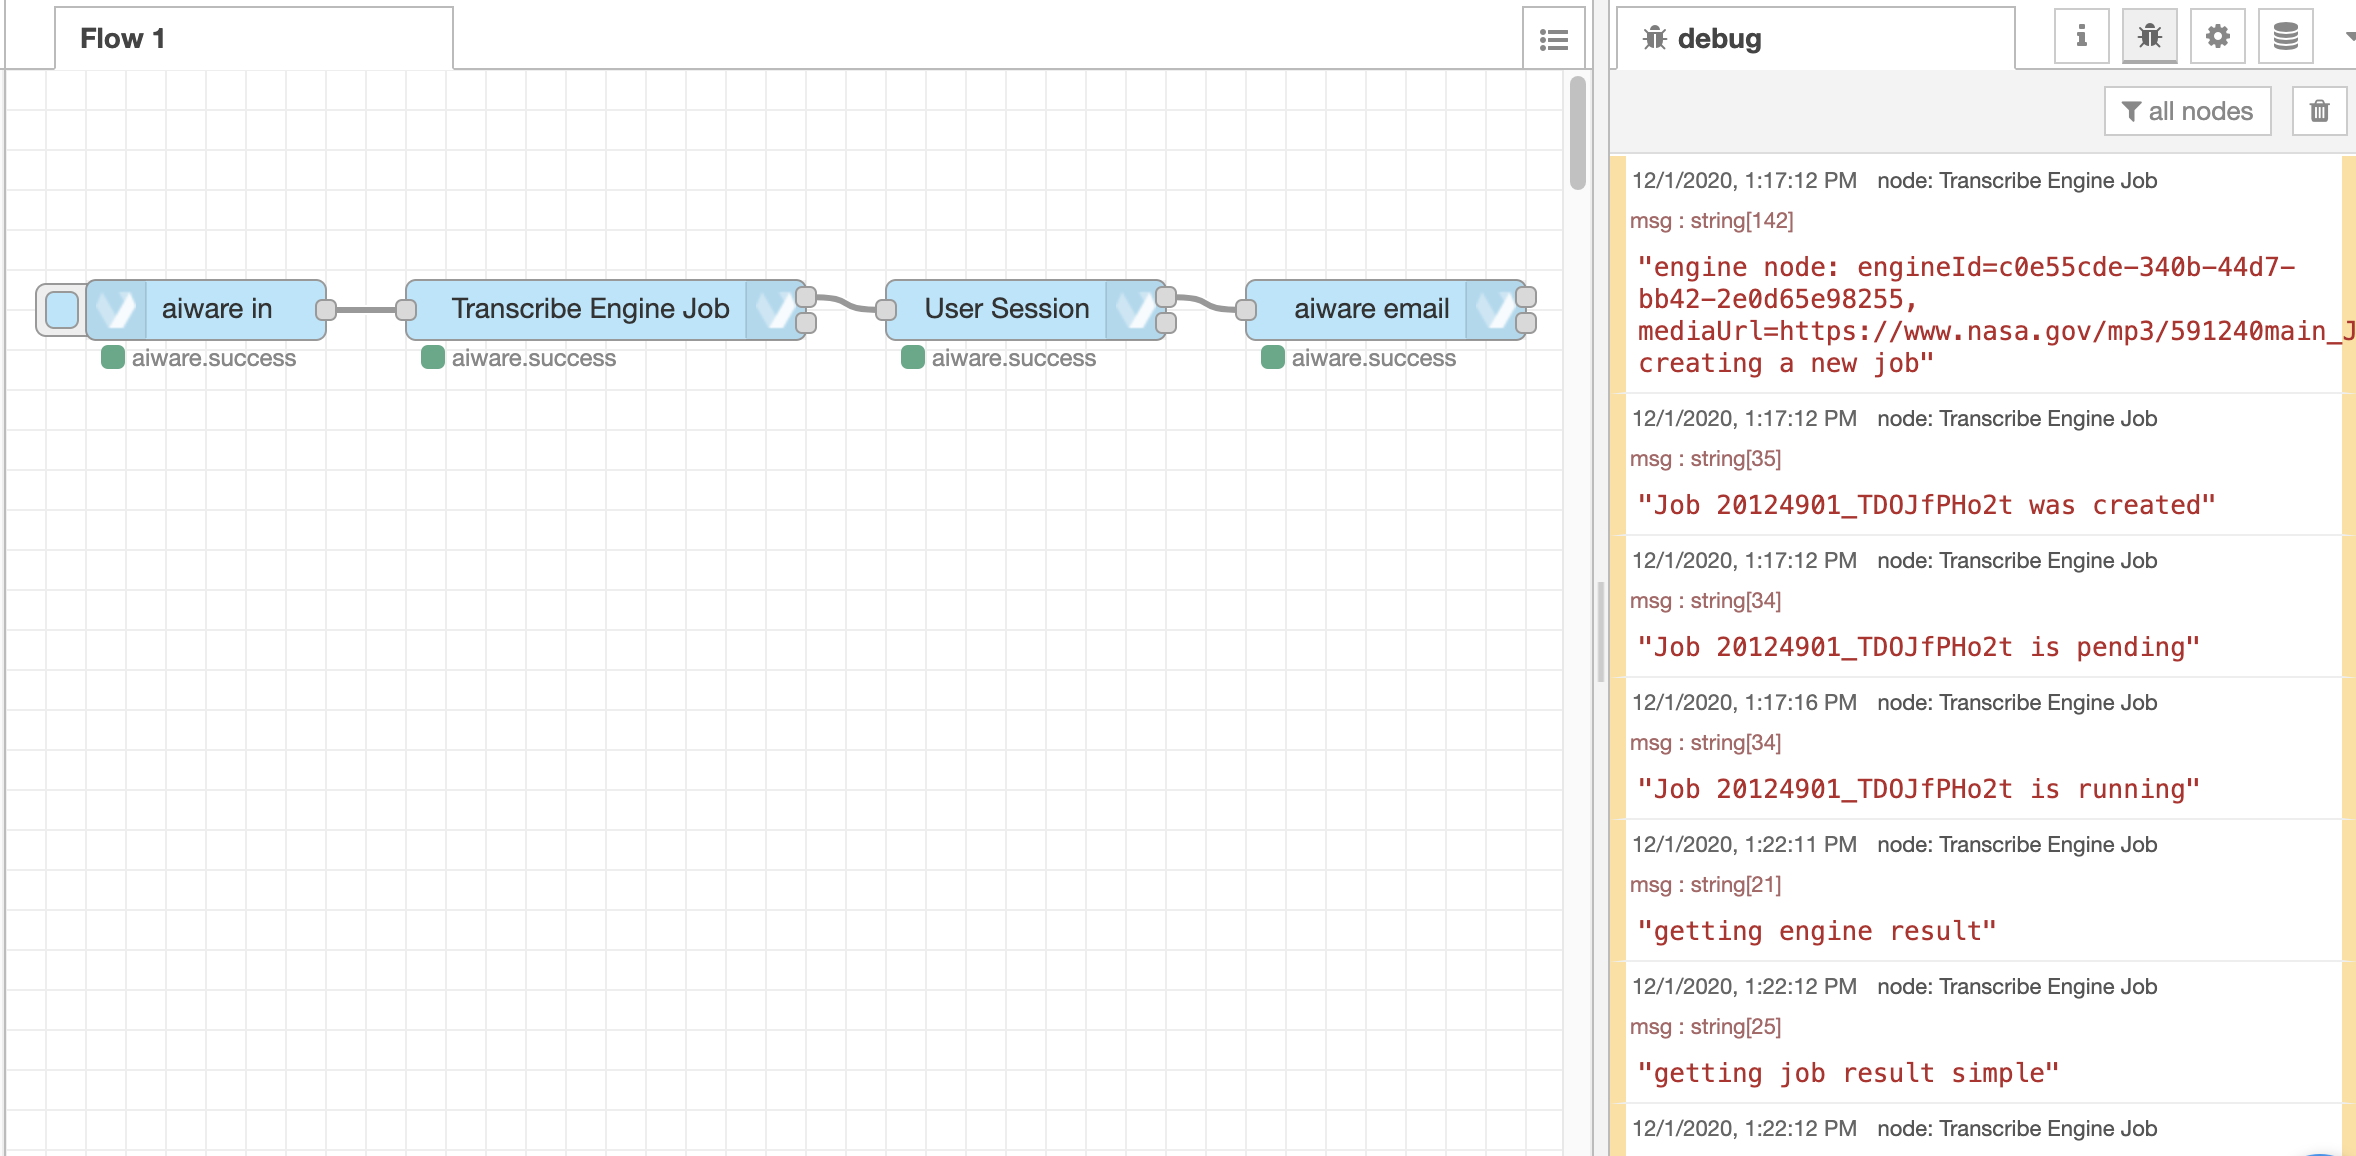 Flow 1
aiware in
aiware.success
Transcribe Engine Job
aiware.success
User Session
aiware.success
aiware email
aiware.success
debug
all nodes
12/1/2020, 1:17:12 PM node: Transcribe Engine Job
msg : string[142]
"engine node: engineId=c0e55cde-340b-44d7-
bb42-2e0d65e98255,
mediaUrl=https://www.nasa.gov/mp3/591240main_J
creating a new job"
12/1/2020, 1:17:12 PM node: Transcribe Engine Job
msg : string[35]
"Job 20124901_TDOJfPHo2t was created"
12/1/2020, 1:17:12 PM node: Transcribe Engine Job
msg : string[34]
"Job 20124901_TDOJfPHo2t is pending"
12/1/2020, 1:17:16 PM node: Transcribe Engine Job
msg : string[34]
"Job 20124901_TDOJfPHo2t is running"
12/1/2020, 1:22:11 PM node: Transcribe Engine Job
msg : string[21]
"getting engine result"
12/1/2020, 1:22:12 PM node: Transcribe Engine Job
msg : string[25]
"getting job result simple"
12/1/2020, 1:22:12 PM node: Transcribe Engine Job